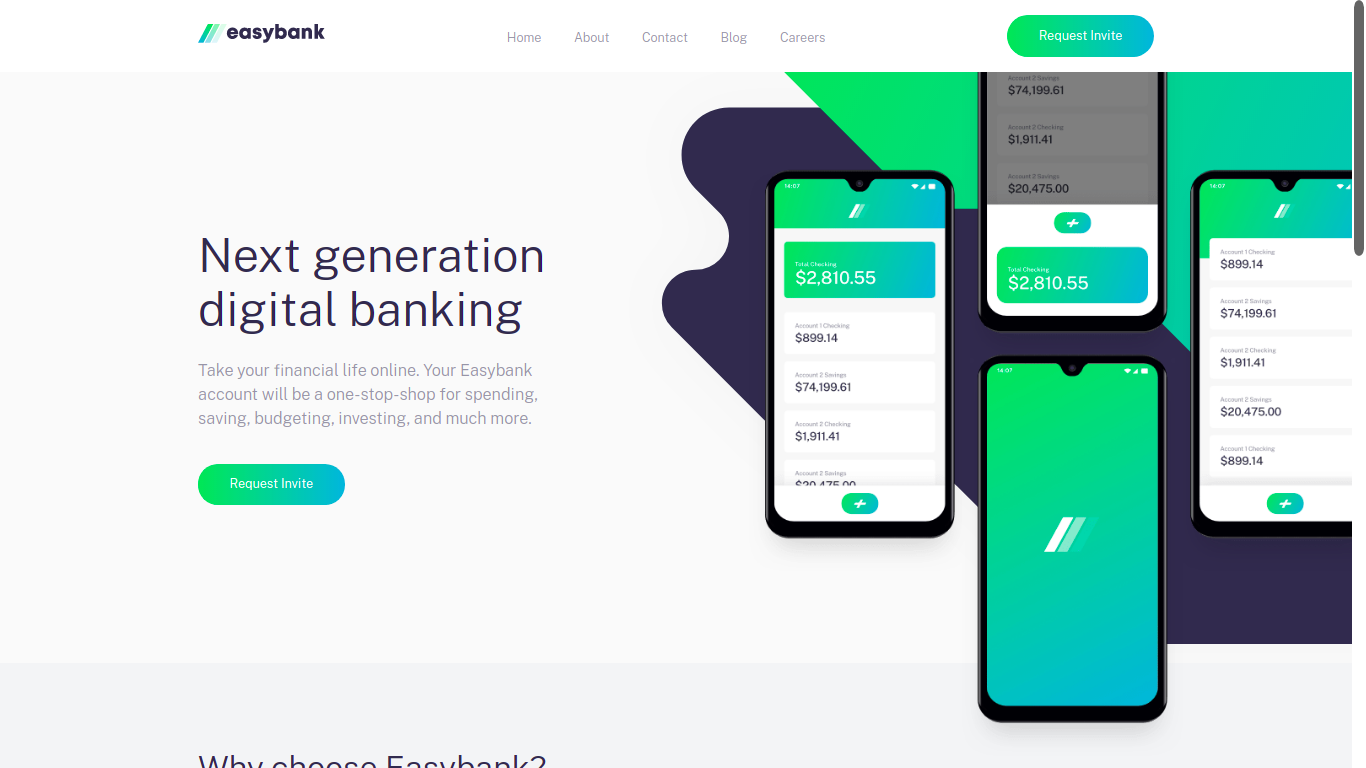 easybank
Home
About
Contact
Blog
Careers
Request Invite
Next generation
digital banking
Take your financial life online. Your Easybank
account will be a one-stop-shop for spending,
saving, budgeting, investing, and much more.
Request Invite
14:07
Total Checking
$2,810.55
Account 1 Checking
$899.14
Account 2 Savings
$74,199.61
Account 2 Checking
$1,911.41
Account 2 Savings
$20,475.00
Account 2 Savings
$74,199.61
Account 2 Checking
$1,911.41
Account 2 Savings
$20,475.00
Total Checking
$2,810.55
14:07
14:07
Account 1 Checking
$899.14
Account 2 Savings
$74,199.61
Account 2 Checking
$1,911.41
Account 2 Savings
$20,475.00
Account 1 Checking
$899.14
Why choose Easybank?